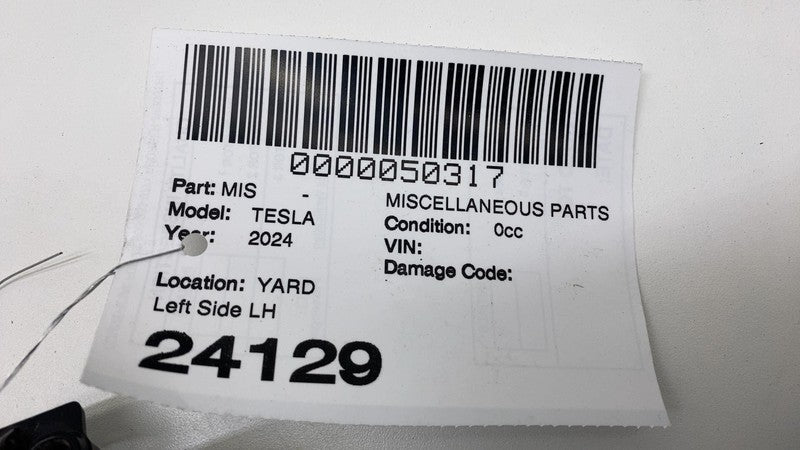 0000050317
Part: MIS - MISCELLANEOUS PARTS
Model: TESLA Condition: 0cc
Year: 2024 VIN:
Damage Code:
Location: YARD
Left Side LH
24129